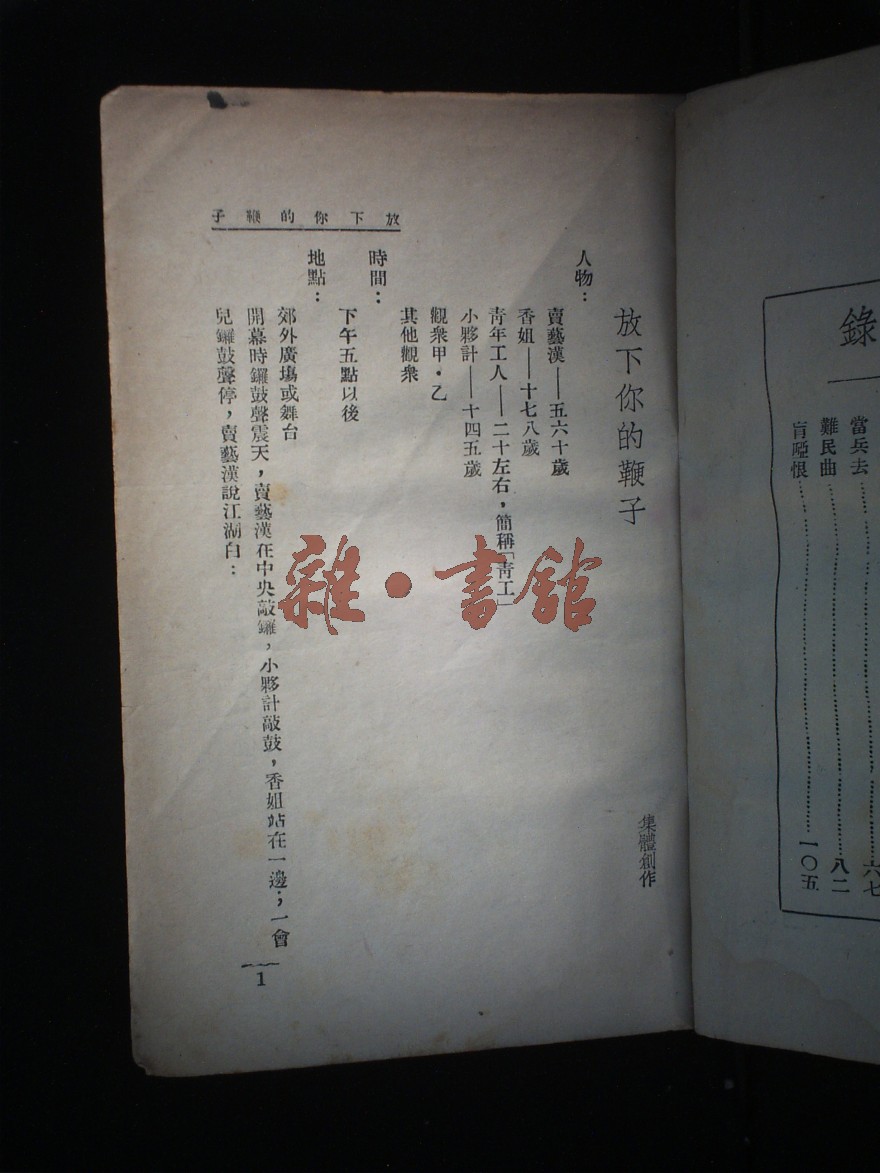 錄
當兵去……六七
難民曲……八二
盲啞恨……一〇五
放下你的鞭子
放下你的鞭子
集體創作
人物：
賣藝漢——五六十歲
香姐——十七八歲
靑年工人——二十左右，簡稱「靑工」
小夥計——十四五歲
觀衆甲·乙
其他觀衆
時間：
下午五點以後
地點：
郊外廣場或舞台
開幕時鑼鼓聲震天，賣藝漢在中央敲鑼，小夥計敲鼓，香姐站在一邊；一會
兒鑼鼓聲停，賣藝漢說江湖白：
1
雜·書館